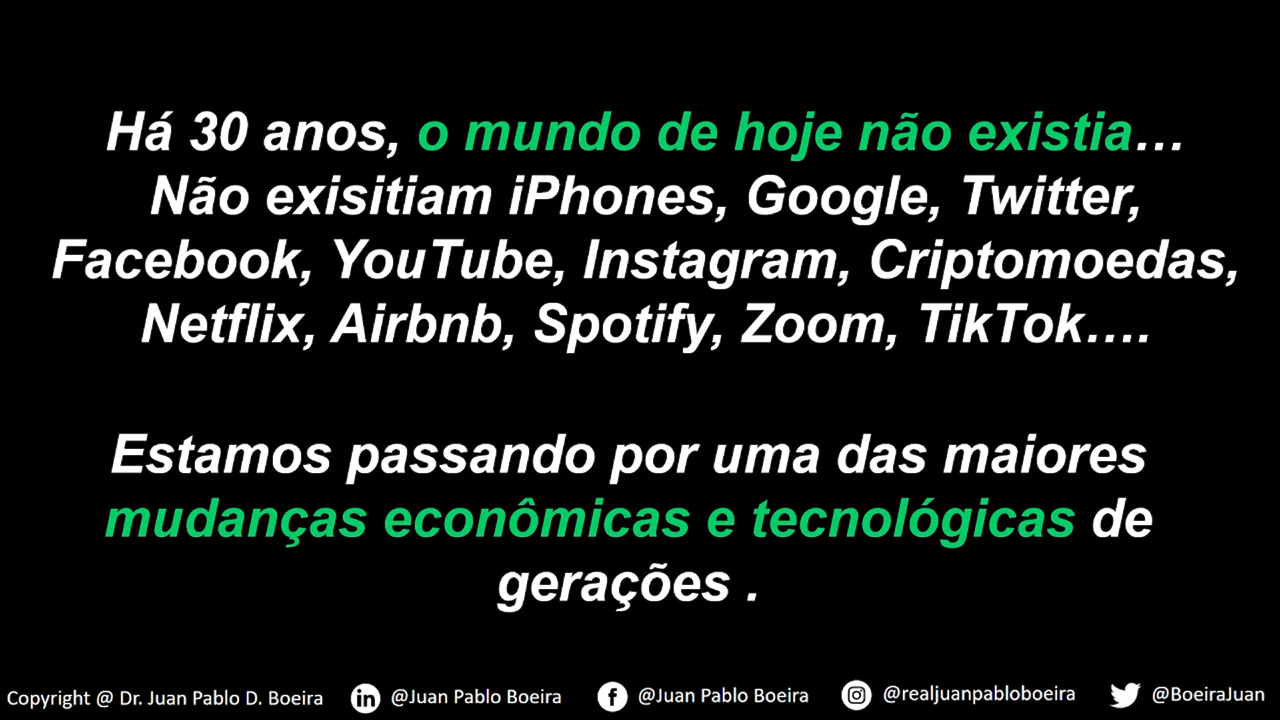 Há 30 anos, o mundo de hoje não existia…
Não exisitiam iPhones, Google, Twitter,
Facebook, YouTube, Instagram, Criptomoedas,
Netflix, Airbnb, Spotify, Zoom, TikTok….
Estamos passando por uma das maiores
mudanças econômicas e tecnológicas de
gerações .
Copyright @ Dr. Juan Pablo D. Boeira in @Juan Pablo Boeira f @Juan Pablo Boeira @realjuanpabloboeira @BoeiraJuan